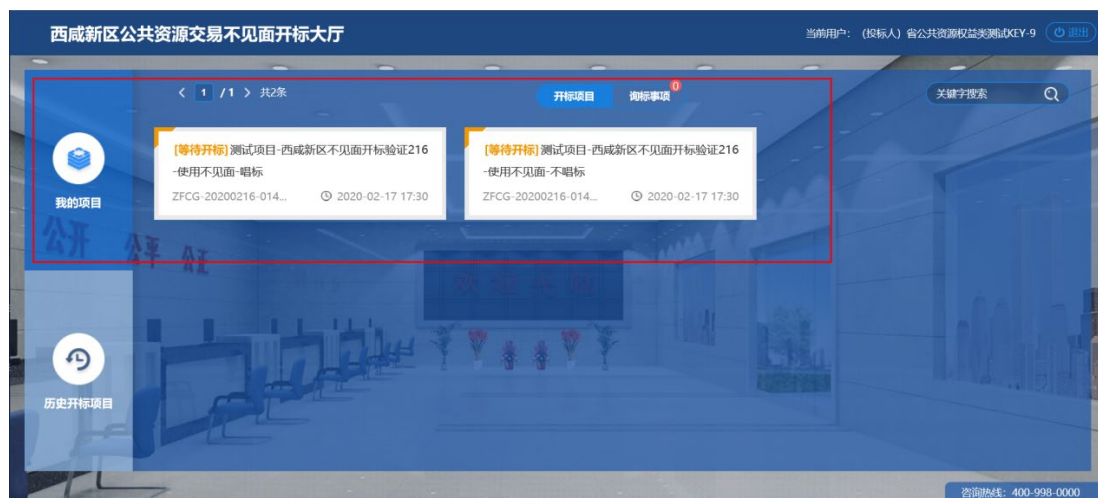 西咸新区公共资源交易不见面开标大厅
当前用户： (投标人) 省公共资源权益类测试KEY-9 退出
1 / 1 共2条
开标项目 询标事项 0
关键字搜索
[等待开标] 测试项目-西咸新区不见面开标验证216
-使用不见面-唱标
ZFCG-20200216-014... 2020-02-17 17:30
[等待开标] 测试项目-西咸新区不见面开标验证216
-使用不见面-不唱标
ZFCG-20200216-014... 2020-02-17 17:30
我的项目
公开 公平 公正
历史开标项目
咨询热线：400-998-0000